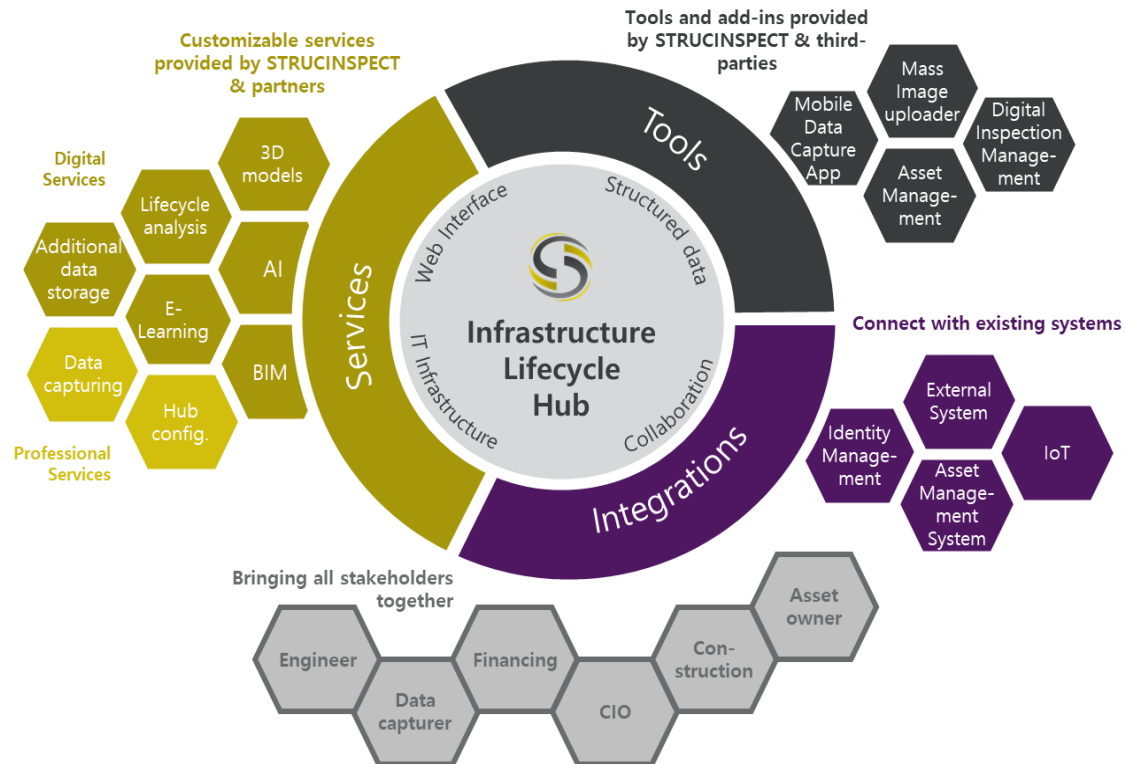 Customizable services
provided by STRUCINSPECT
& partners
Tools and add-ins provided
by STRUCINSPECT & third-
parties
Digital
Services
3D
models
Lifecycle
analysis
Additional
data
storage
AI
E-
Learning
Data
capturing
BIM
Hub
config.
Professional
Services
Services
Tools
Integrations
Web Interface
Structured data
IT Infrastructure
Collaboration
Infrastructure
Lifecycle
Hub
Mobile
Data
Capture
App
Mass
Image
uploader
Digital
Inspection
Manage-
ment
Asset
Manage-
ment
Connect with existing systems
External
System
Identity
Manage-
ment
IoT
Asset
Manage-
ment
System
Bringing all stakeholders
together
Engineer
Data
capturer
Financing
CIO
Con-
struction
Asset
owner